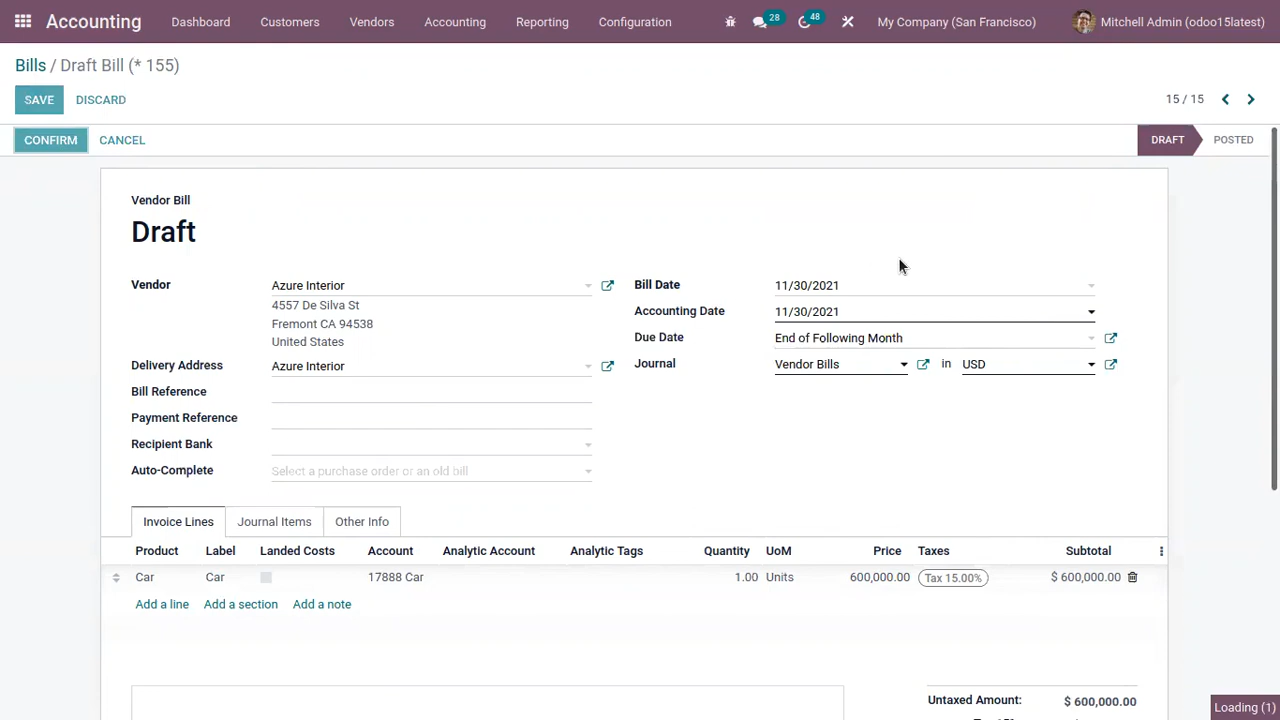 Accounting Dashboard Customers Vendors Accounting Reporting Configuration 28 48 My Company (San Francisco) Mitchell Admin (odoo15latest)
Bills / Draft Bill (* 155)
SAVE DISCARD 15 / 15
CONFIRM CANCEL DRAFT POSTED
Vendor Bill
Draft
Vendor Azure Interior Bill Date 11/30/2021
4557 De Silva St Accounting Date 11/30/2021
Fremont CA 94538
United States Due Date End of Following Month
Delivery Address Azure Interior Journal Vendor Bills in USD
Bill Reference
Payment Reference
Recipient Bank
Auto-Complete Select a purchase order or an old bill
Invoice Lines Journal Items Other Info
Product Label Landed Costs Account Analytic Account Analytic Tags Quantity UoM Price Taxes Subtotal
Car Car 17888 Car 1.00 Units 600,000.00 Tax 15.00% $ 600,000.00
Add a line Add a section Add a note
Untaxed Amount: $ 600,000.00
Loading (1)